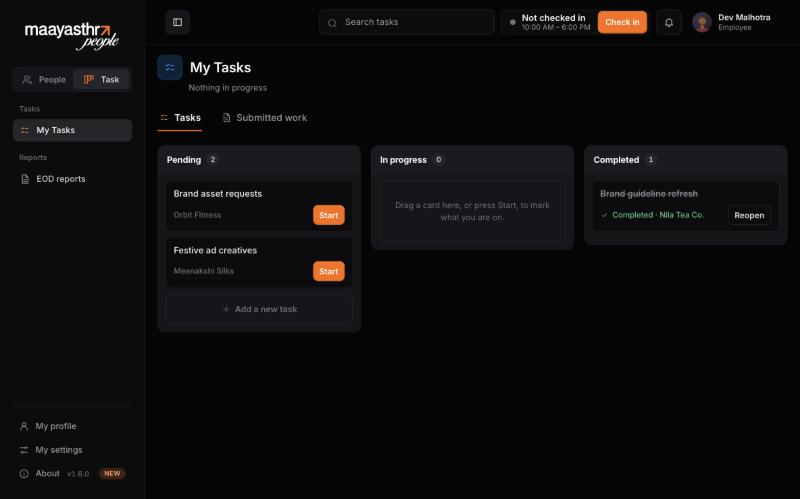 maayasthr
people
People
Task
Tasks
My Tasks
Reports
EOD reports
My profile
My settings
About v1.6.0 NEW
Search tasks
Not checked in
10:00 AM – 6:00 PM
Check in
Dev Malhotra
Employee
My Tasks
Nothing in progress
Tasks
Submitted work
Pending 2
Brand asset requests
Orbit Fitness
Start
Festive ad creatives
Meenakshi Silks
Start
+ Add a new task
In progress 0
Drag a card here, or press Start, to mark
what you are on.
Completed 1
Brand guideline refresh
✓ Completed · Nila Tea Co.
Reopen